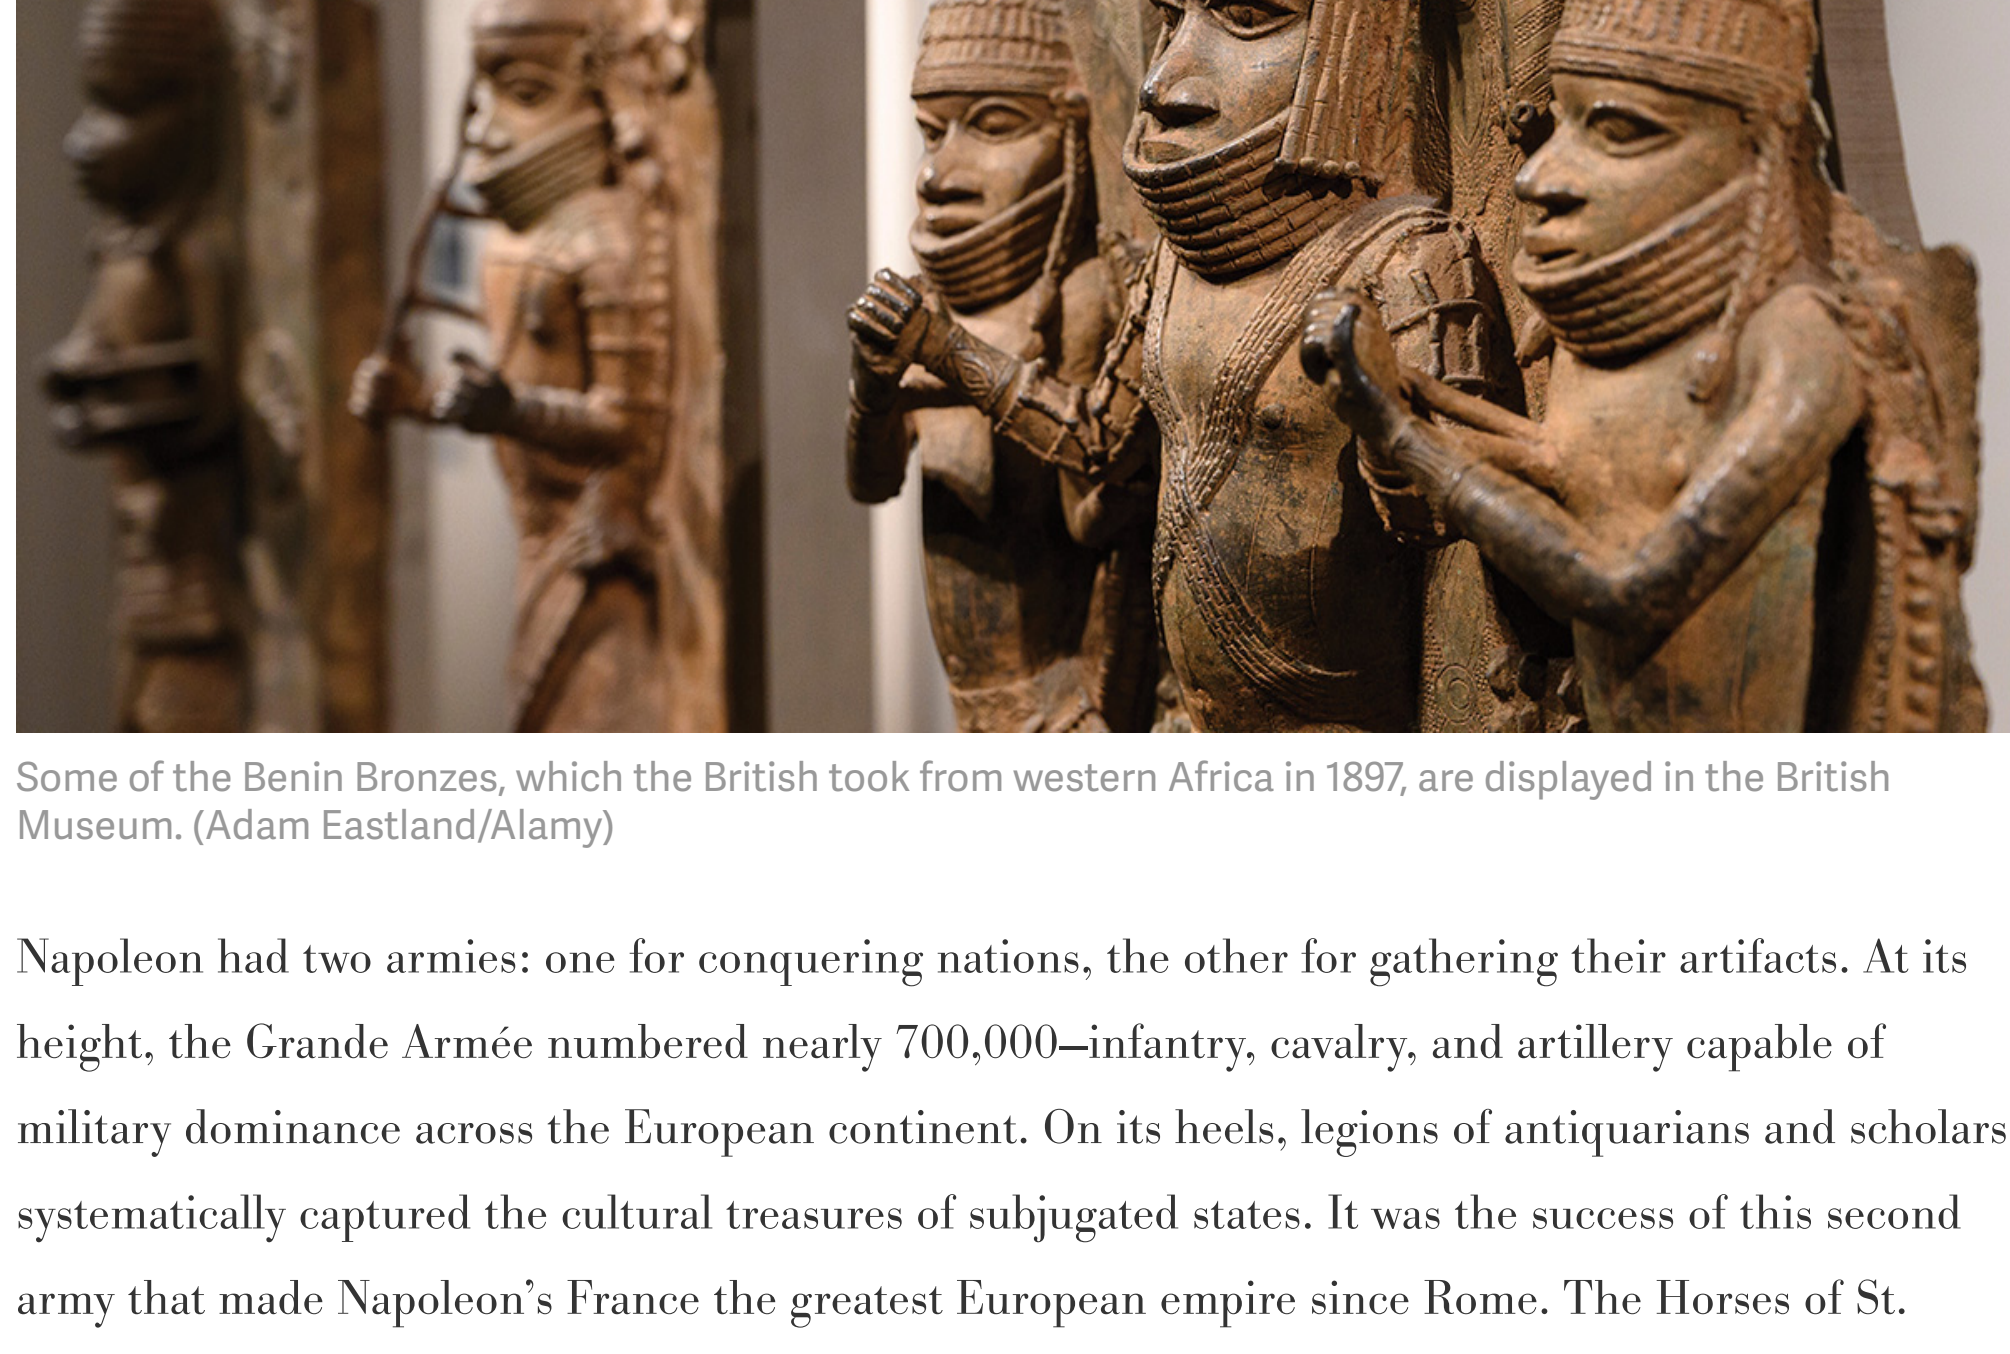 Some of the Benin Bronzes, which the British took from western Africa in 1897, are displayed in the British
Museum. (Adam Eastland/Alamy)
Napoleon had two armies: one for conquering nations, the other for gathering their artifacts. At its
height, the Grande Armée numbered nearly 700,000—infantry, cavalry, and artillery capable of
military dominance across the European continent. On its heels, legions of antiquarians and scholars
systematically captured the cultural treasures of subjugated states. It was the success of this second
army that made Napoleon’s France the greatest European empire since Rome. The Horses of St.